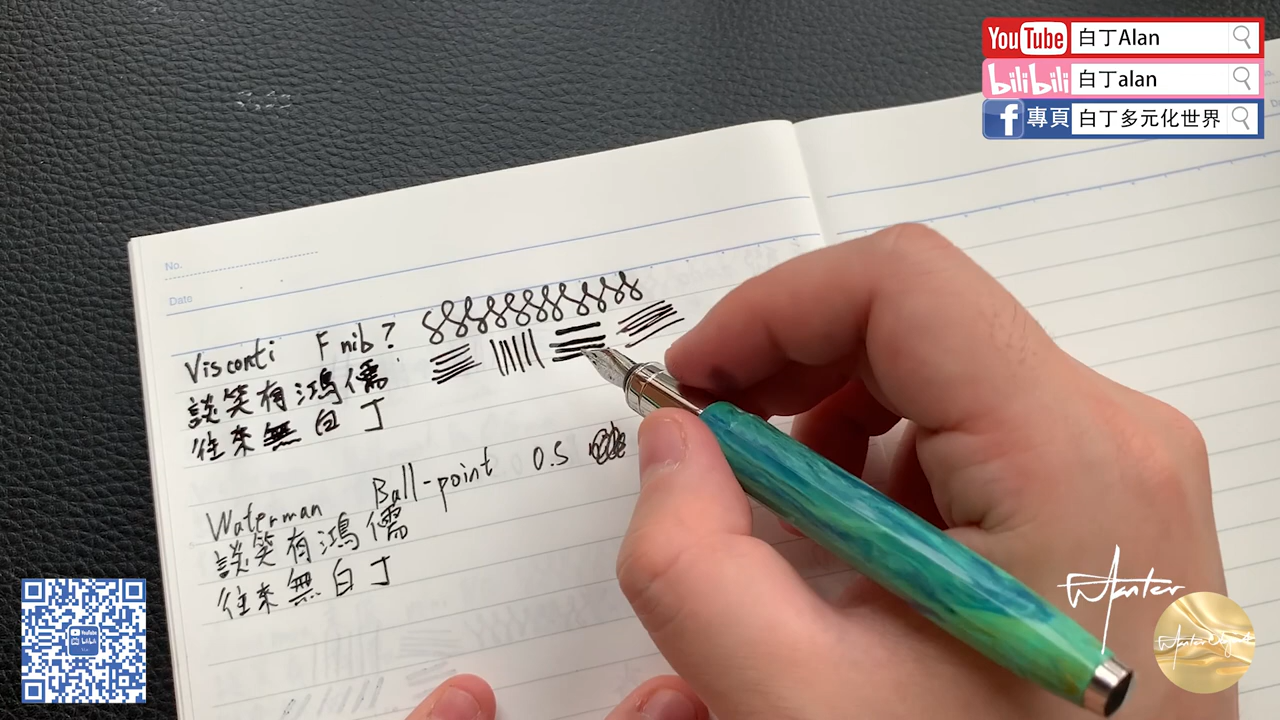 YouTube 白丁Alan
bilibili 白丁alan
f 專頁 白丁多元化世界
No.
Date
Visconti F nib?
談笑有鴻儒
往來無白丁
Waterman Ball-point 0.5
談笑有鴻儒
往來無白丁